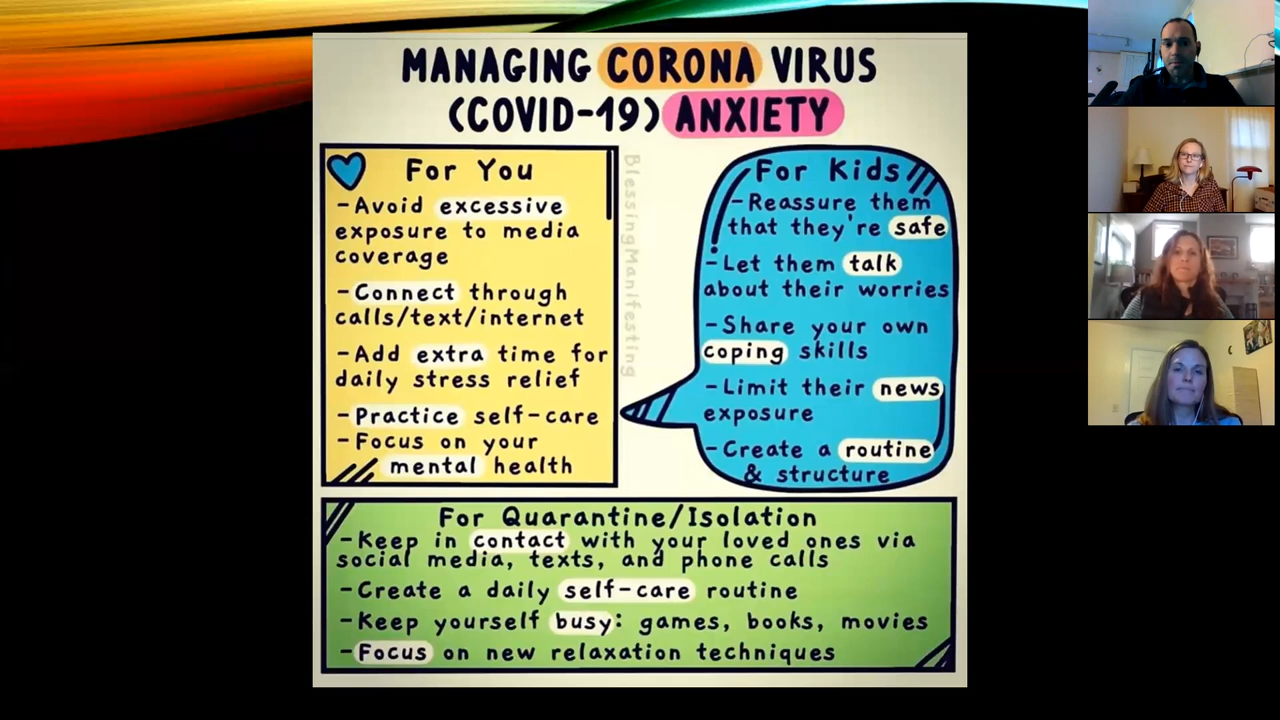 MANAGING CORONA VIRUS
(COVID-19) ANXIETY
For You
-Avoid excessive
exposure to media
coverage
-Connect through
calls/text/internet
-Add extra time for
daily stress relief
-Practice self-care
-Focus on your
mental health
BlessingManifesting
For Kids
-Reassure them
that they're safe
-Let them talk
about their worries
-Share your own
coping skills
-Limit their news
exposure
-Create a routine
& structure
For Quarantine/Isolation
-Keep in contact with your loved ones via
social media, texts, and phone calls
-Create a daily self-care routine
-Keep yourself busy: games, books, movies
-Focus on new relaxation techniques